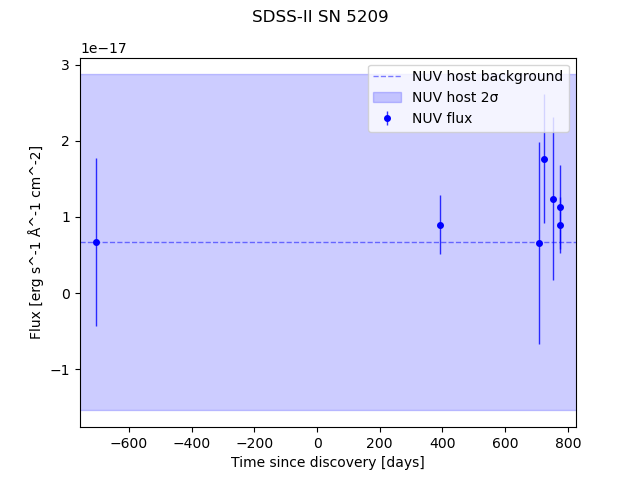 SDSS-II SN 5209
1e−17
NUV host background
NUV host 2σ
NUV flux
3
2
1
0
−1
Flux [erg s^-1 Å^-1 cm^-2]
−600 −400 −200 0 200 400 600 800
Time since discovery [days]